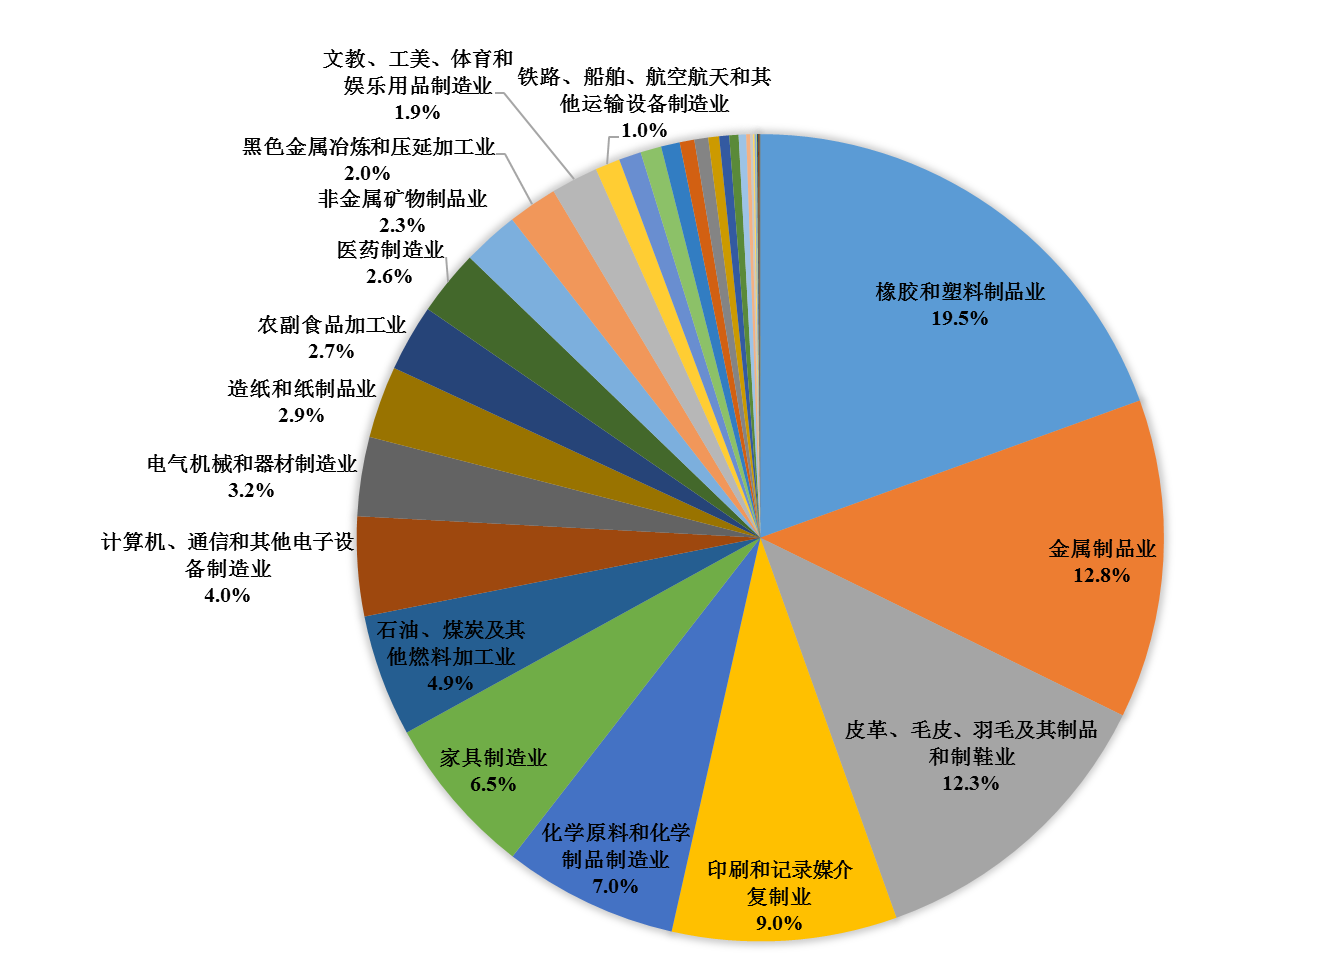 文教、工美、体育和
娱乐用品制造业
1.9%
铁路、船舶、航空航天和其
他运输设备制造业
1.0%
黑色金属冶炼和压延加工业
2.0%
非金属矿物制品业
2.3%
医药制造业
2.6%
农副食品加工业
2.7%
造纸和纸制品业
2.9%
电气机械和器材制造业
3.2%
计算机、通信和其他电子设
备制造业
4.0%
石油、煤炭及其
他燃料加工业
4.9%
家具制造业
6.5%
化学原料和化学
制品制造业
7.0%
印刷和记录媒介
复制业
9.0%
皮革、毛皮、羽毛及其制品
和制鞋业
12.3%
金属制品业
12.8%
橡胶和塑料制品业
19.5%